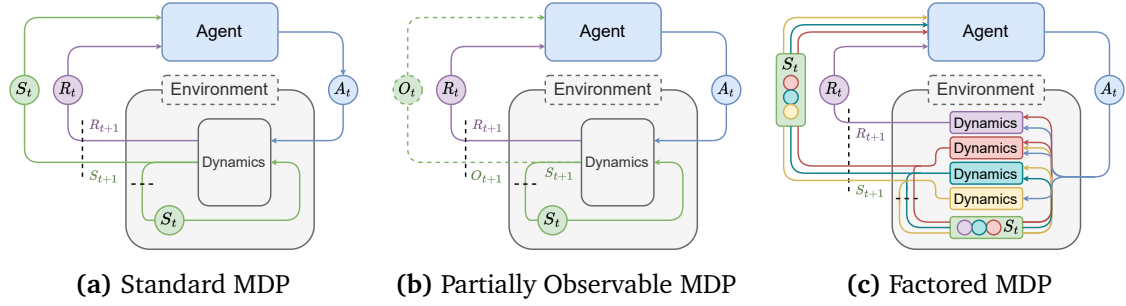 Agent
S_t
R_t
A_t
Environment
R_{t+1}
Dynamics
S_{t+1}
S_t
(a) Standard MDP
Agent
O_t
R_t
A_t
Environment
R_{t+1}
Dynamics
O_{t+1}
S_{t+1}
S_t
(b) Partially Observable MDP
Agent
S_t
R_t
A_t
Environment
R_{t+1}
Dynamics
Dynamics
Dynamics
Dynamics
S_{t+1}
S_t
(c) Factored MDP